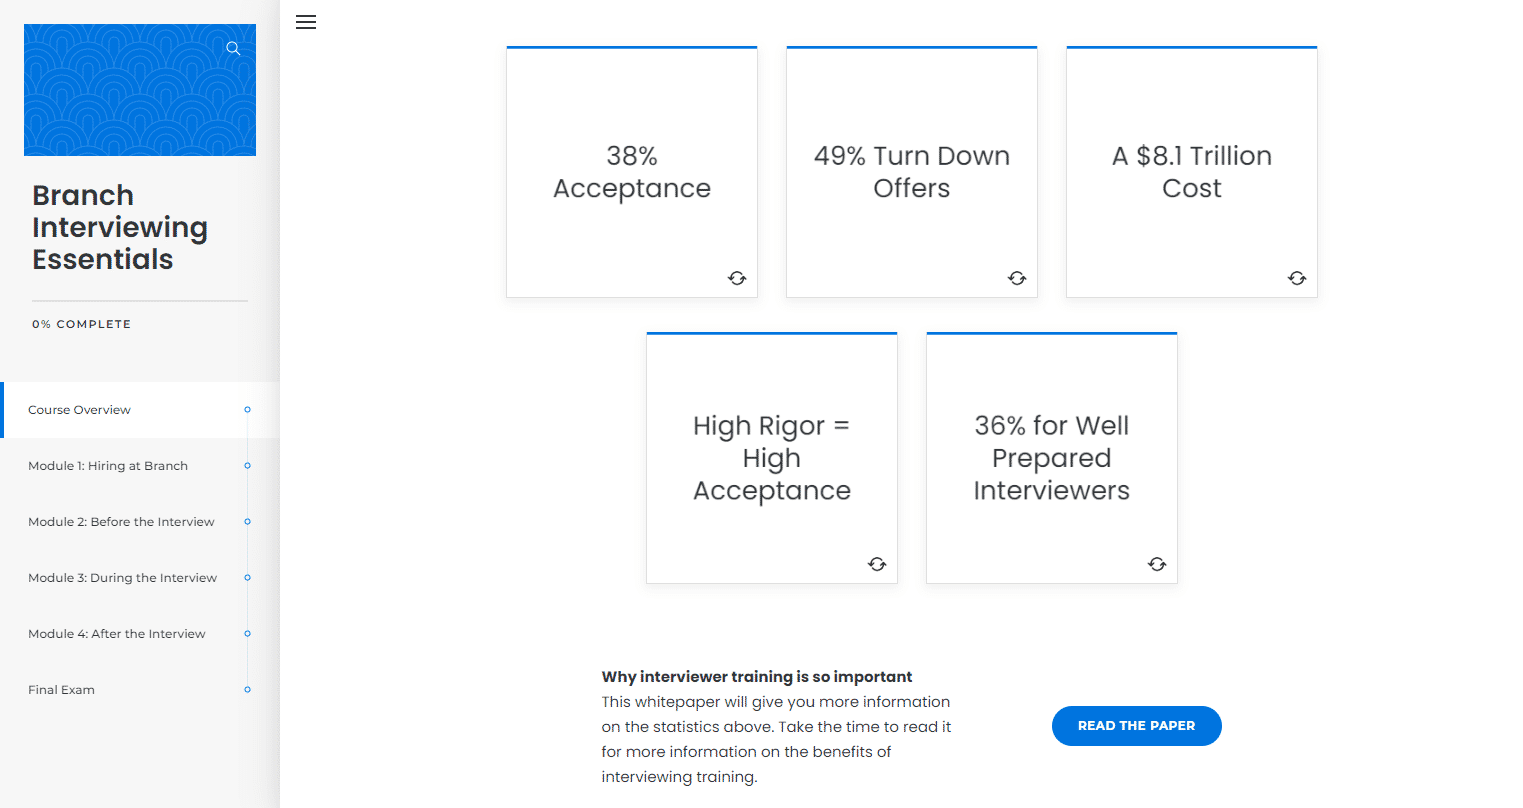 Branch
Interviewing
Essentials
0% COMPLETE
Course Overview
Module 1: Hiring at Branch
Module 2: Before the Interview
Module 3: During the Interview
Module 4: After the Interview
Final Exam
38%
Acceptance
49% Turn Down
Offers
A $8.1 Trillion
Cost
High Rigor =
High
Acceptance
36% for Well
Prepared
Interviewers
Why interviewer training is so important
This whitepaper will give you more information
on the statistics above. Take the time to read it
for more information on the benefits of
interviewing training.
READ THE PAPER